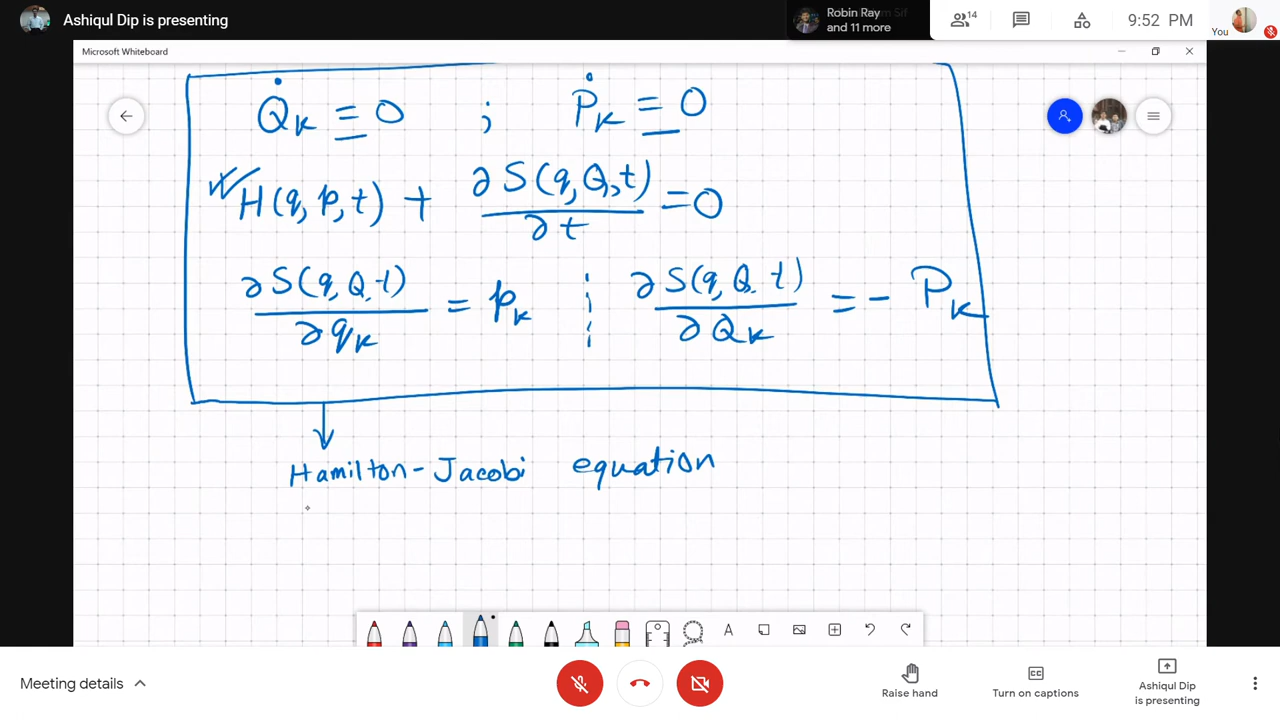 Ashiqul Dip is presenting
Robin Ray
and 11 more
14
9:52 PM
You
Microsoft Whiteboard
Q̇ₖ = 0 ; Ṗₖ = 0
H(q, p, t) + ∂S(q, Q, t)/∂t = 0
∂S(q, Q, t)/∂qₖ = pₖ ; ∂S(q, Q, t)/∂Qₖ = - Pₖ
Hamilton-Jacobi equation
A
Meeting details
Raise hand
CC
Turn on captions
Ashiqul Dip
is presenting